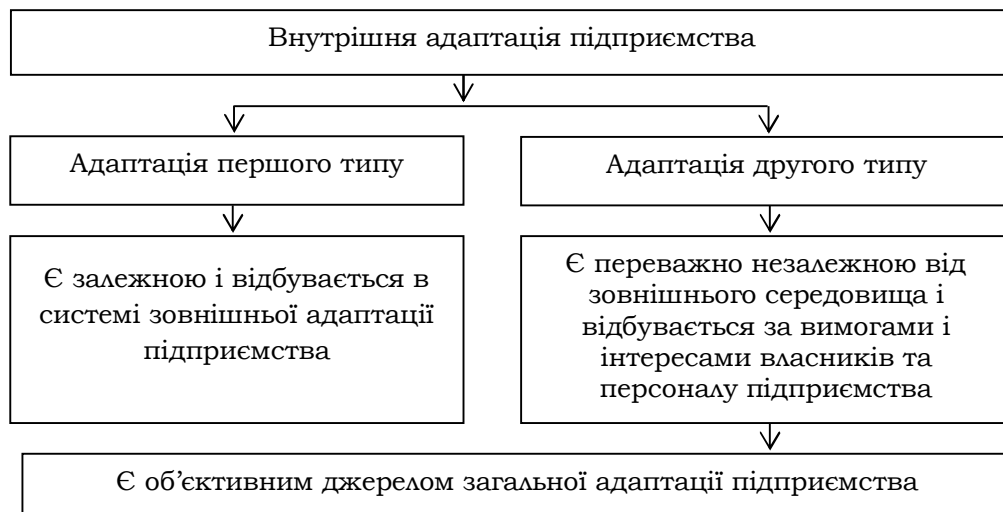 Внутрішня адаптація підприємства
Адаптація першого типу
Адаптація другого типу
Є залежною і відбувається в
системі зовнішньої адаптації
підприємства
Є переважно незалежною від
зовнішнього середовища і
відбувається за вимогами і
інтересами власників та
персоналу підприємства
Є об’єктивним джерелом загальної адаптації підприємства